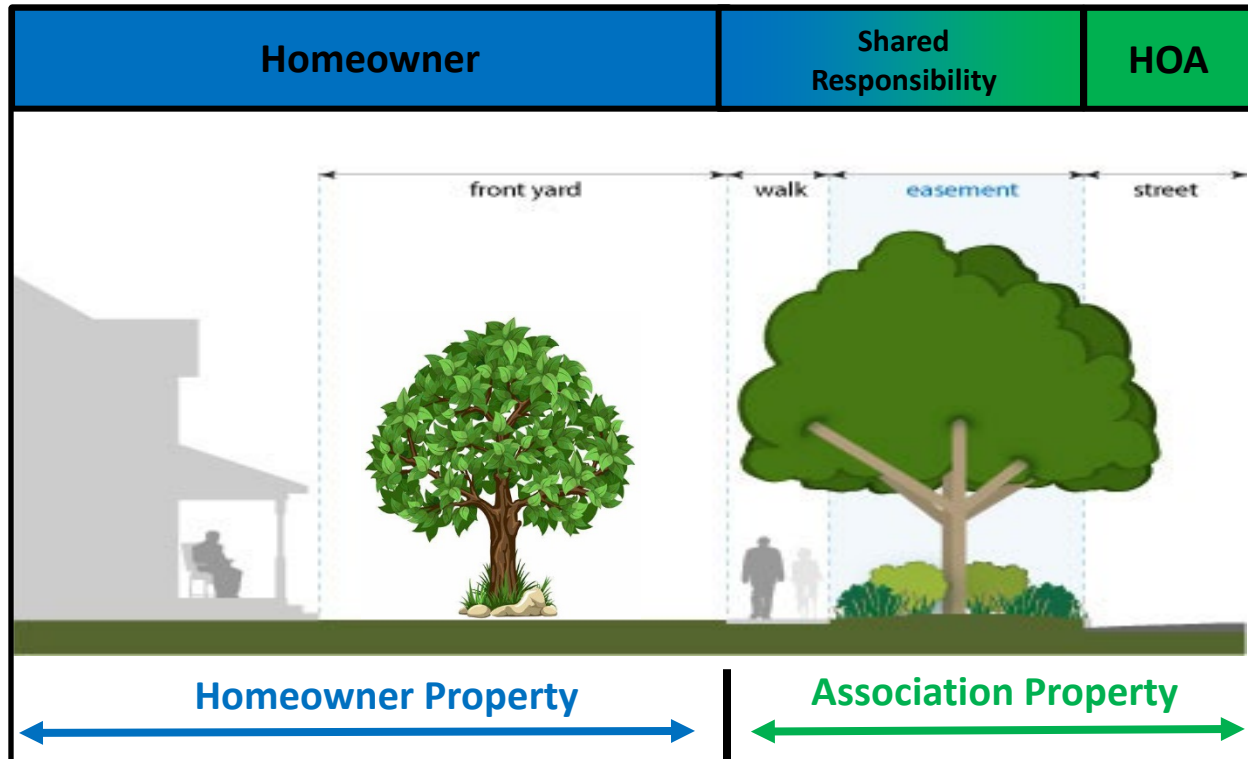 Homeowner
Shared
Responsibility
HOA
front yard
walk
easement
street
Homeowner Property
Association Property